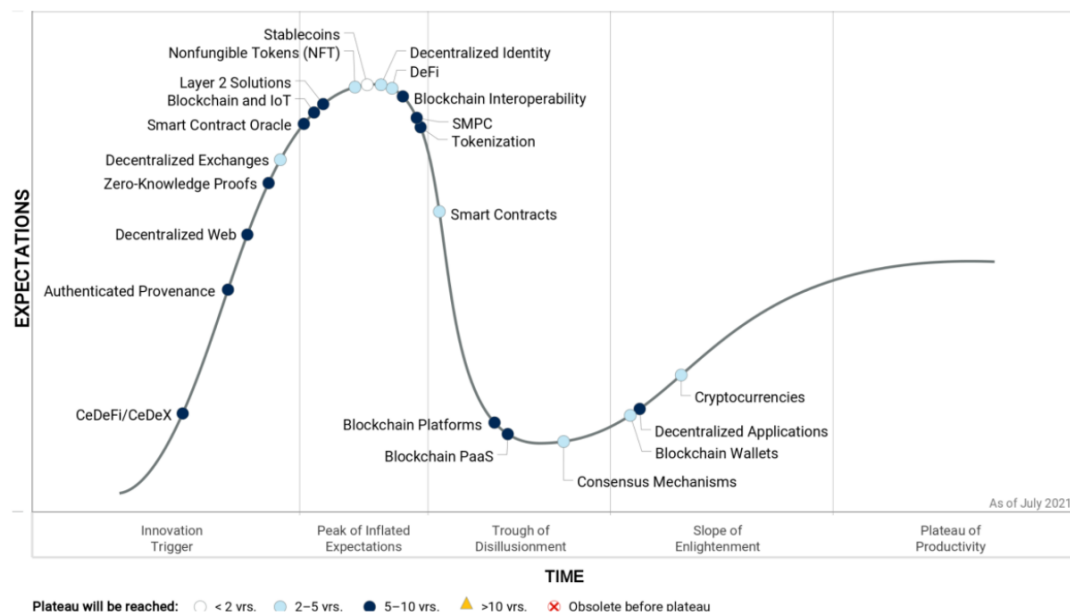 Stablecoins
Nonfungible Tokens (NFT)
Decentralized Identity
DeFi
Layer 2 Solutions
Blockchain and IoT
Blockchain Interoperability
Smart Contract Oracle
SMPC
Tokenization
Decentralized Exchanges
Zero-Knowledge Proofs
Smart Contracts
Decentralized Web
Authenticated Provenance
CeDeFi/CeDeX
Cryptocurrencies
Blockchain Platforms
Decentralized Applications
Blockchain PaaS
Blockchain Wallets
Consensus Mechanisms
EXPECTATIONS
As of July 2021
Innovation
Trigger
Peak of Inflated
Expectations
Trough of
Disillusionment
Slope of
Enlightenment
Plateau of
Productivity
TIME
Plateau will be reached: < 2 yrs. 2–5 yrs. 5–10 yrs. >10 yrs. Obsolete before plateau